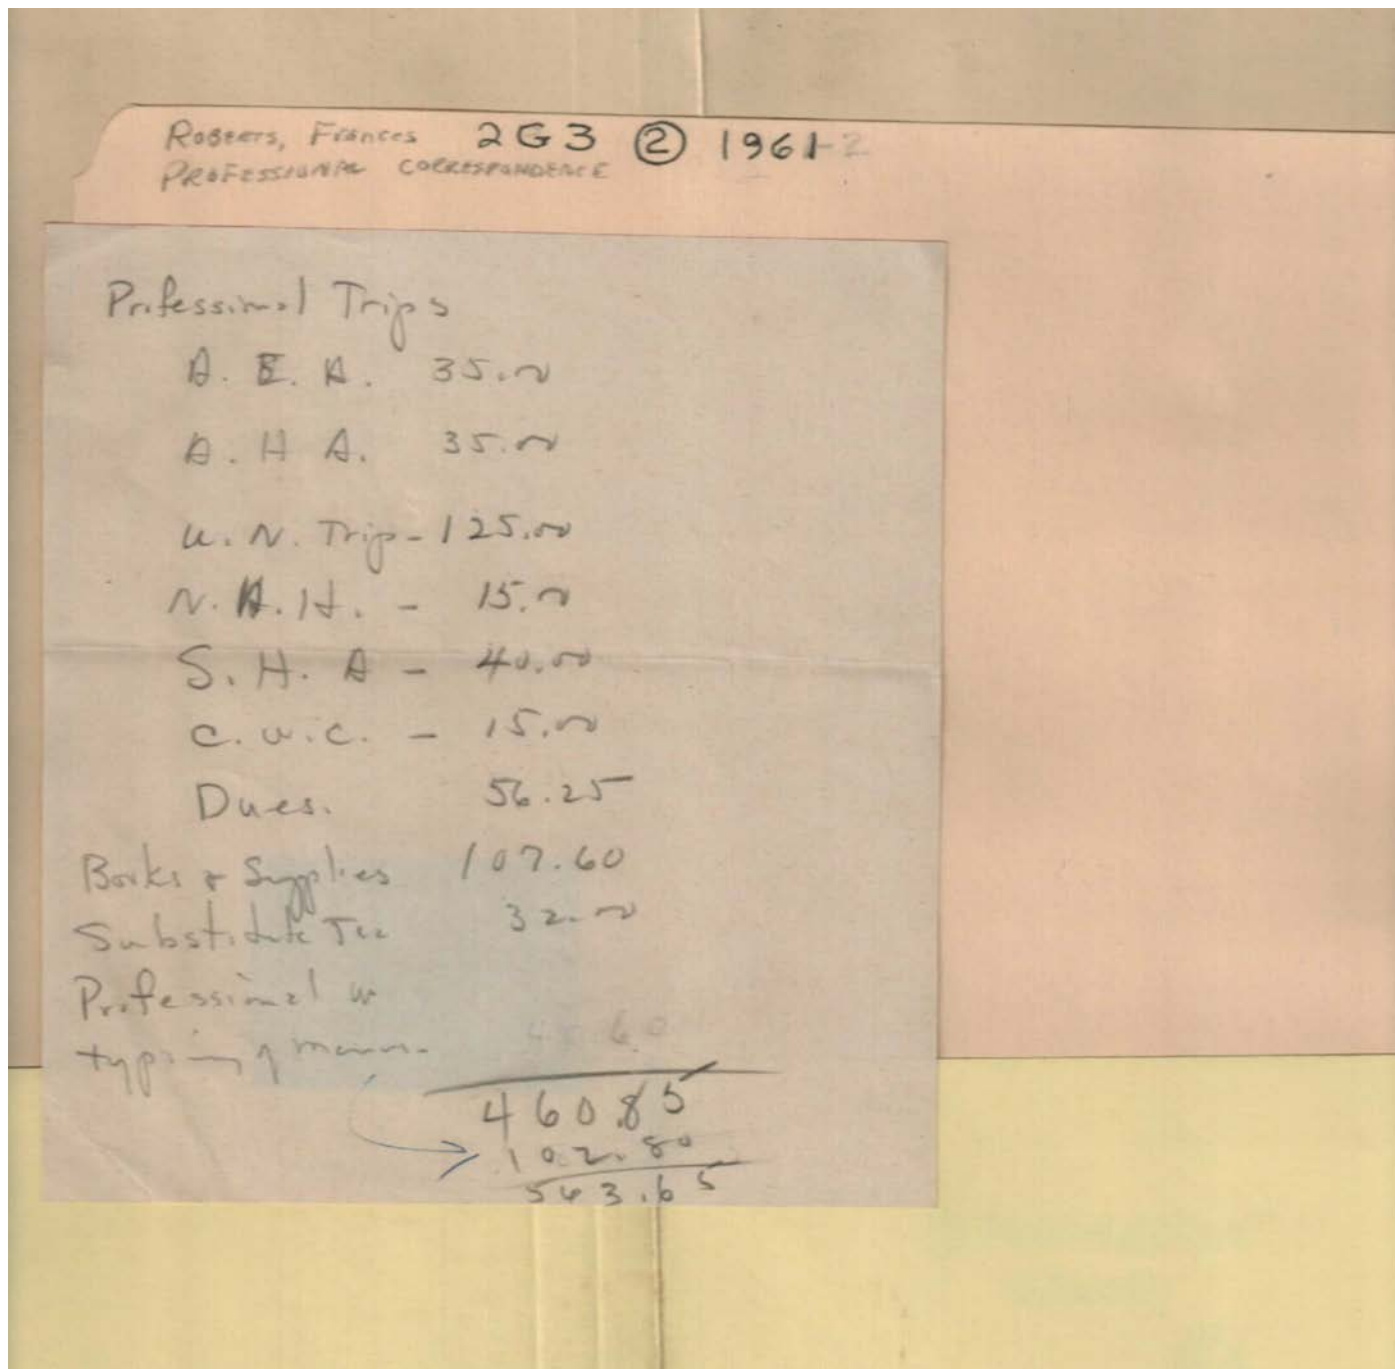 Roberts, Frances 2G3 ② 1961-2
PROFESSIONAL CORRESPONDENCE
Professional Trips
A. E. A. 35.00
A. H A. 35.00
U. N. Trip - 125.00
N. A. H. - 15.00
S. H. A - 40.00
C. W. C. - 15.00
Dues. 56.25
Books & Supplies 107.60
Substitute Tea 32.00
Professional w
typing of manus.
460.85
102.80
563.65